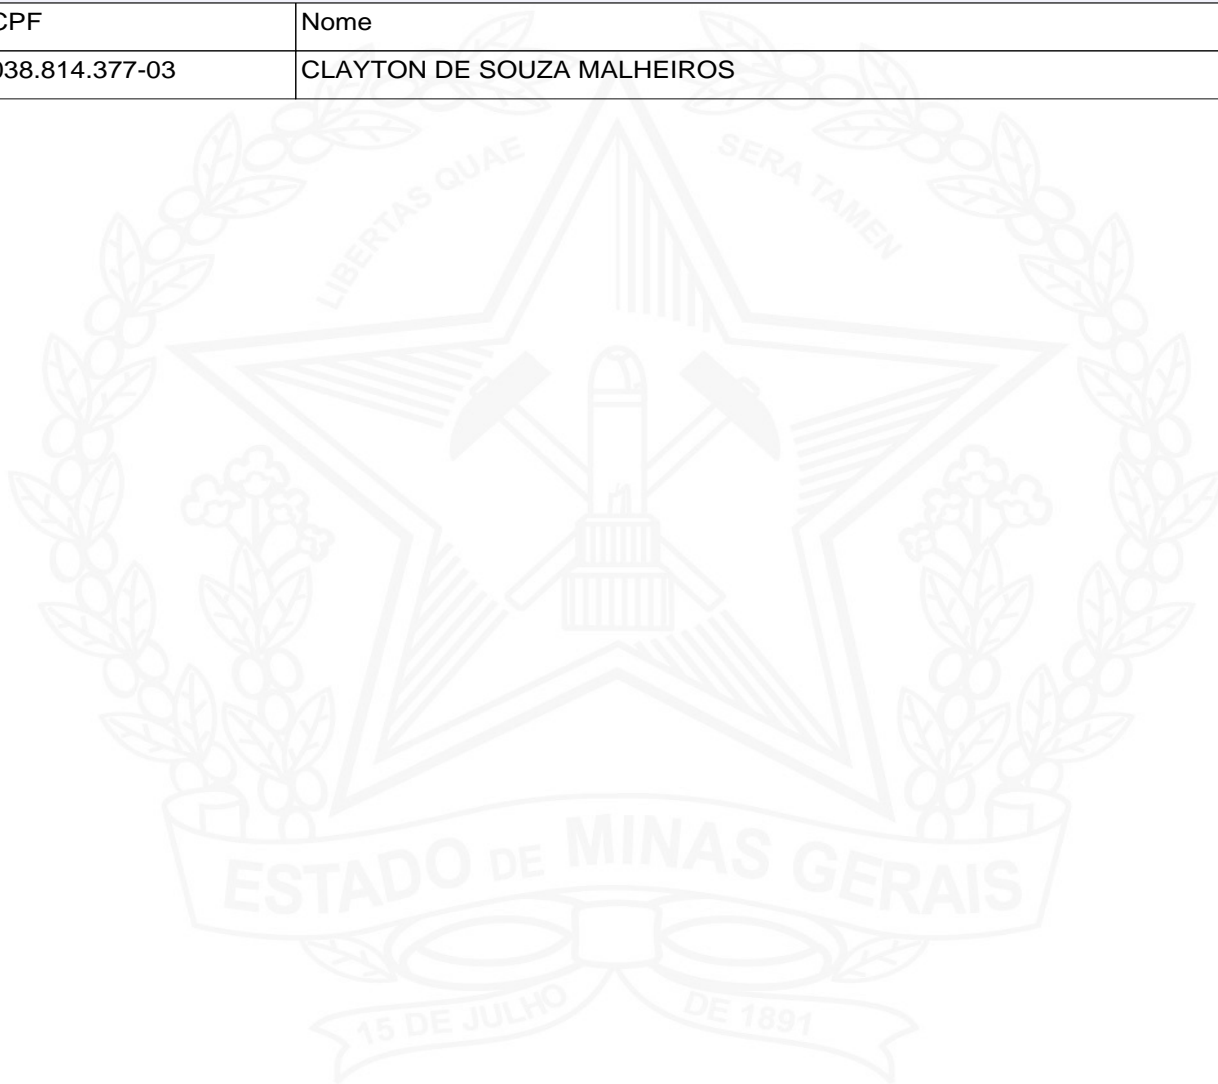 CPF Nome
038.814.377-03 CLAYTON DE SOUZA MALHEIROS
LIBERTAS QUAE SERA TAMEN
ESTADO DE MINAS GERAIS
15 DE JULHO DE 1891